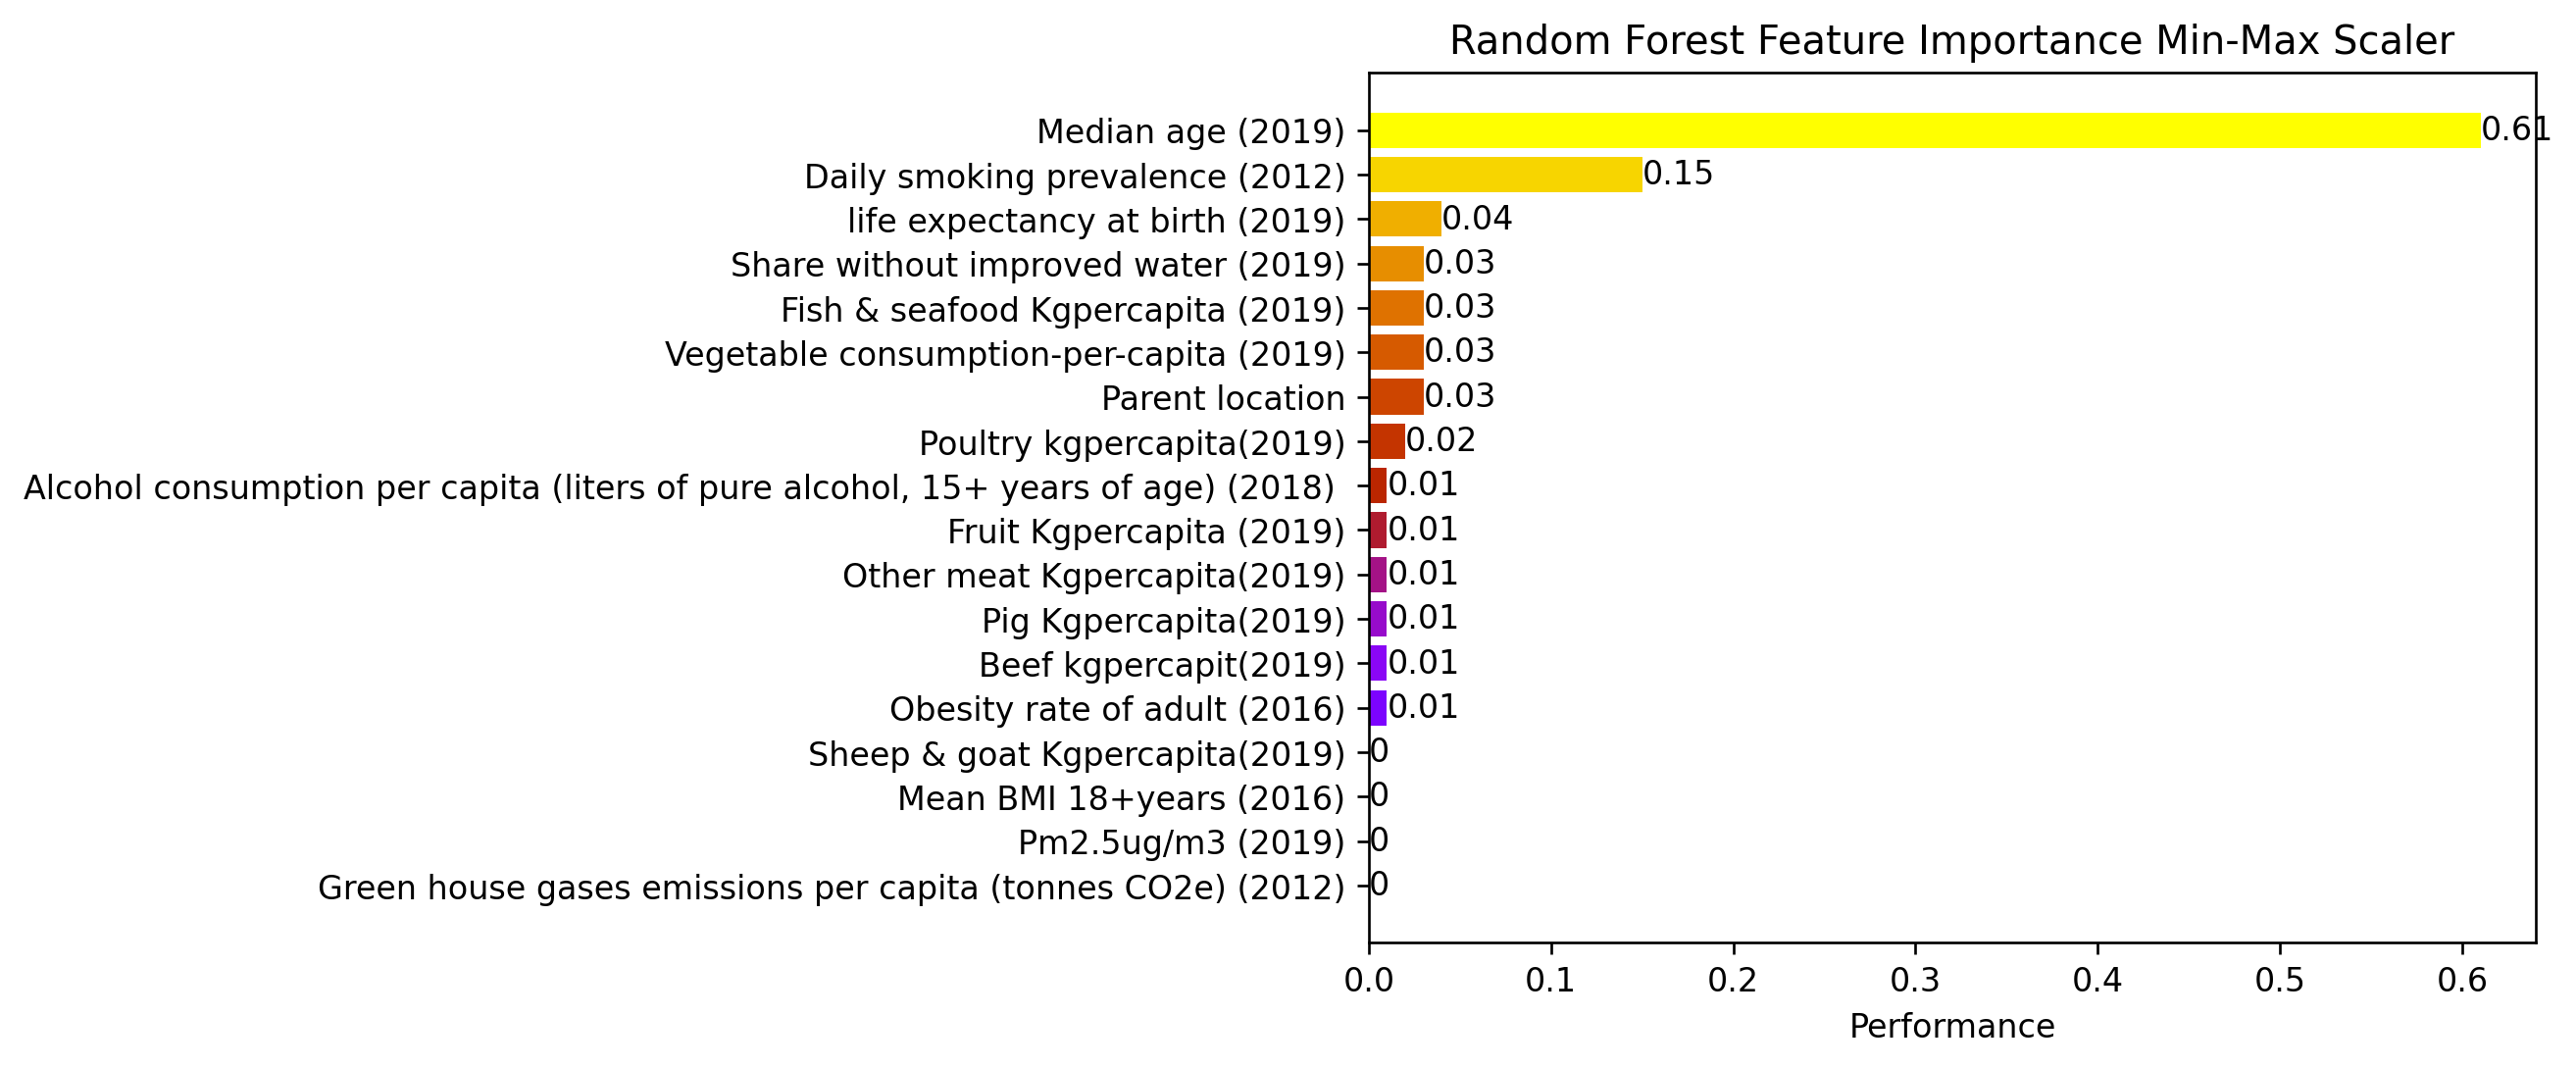 Random Forest Feature Importance Min-Max Scaler
Median age (2019) 0.61
Daily smoking prevalence (2012) 0.15
life expectancy at birth (2019) 0.04
Share without improved water (2019) 0.03
Fish & seafood Kgpercapita (2019) 0.03
Vegetable consumption-per-capita (2019) 0.03
Parent location 0.03
Poultry kgpercapita(2019) 0.02
Alcohol consumption per capita (liters of pure alcohol, 15+ years of age) (2018) 0.01
Fruit Kgpercapita (2019) 0.01
Other meat Kgpercapita(2019) 0.01
Pig Kgpercapita(2019) 0.01
Beef kgpercapit(2019) 0.01
Obesity rate of adult (2016) 0.01
Sheep & goat Kgpercapita(2019) 0
Mean BMI 18+years (2016) 0
Pm2.5ug/m3 (2019) 0
Green house gases emissions per capita (tonnes CO2e) (2012) 0
0.0 0.1 0.2 0.3 0.4 0.5 0.6
Performance